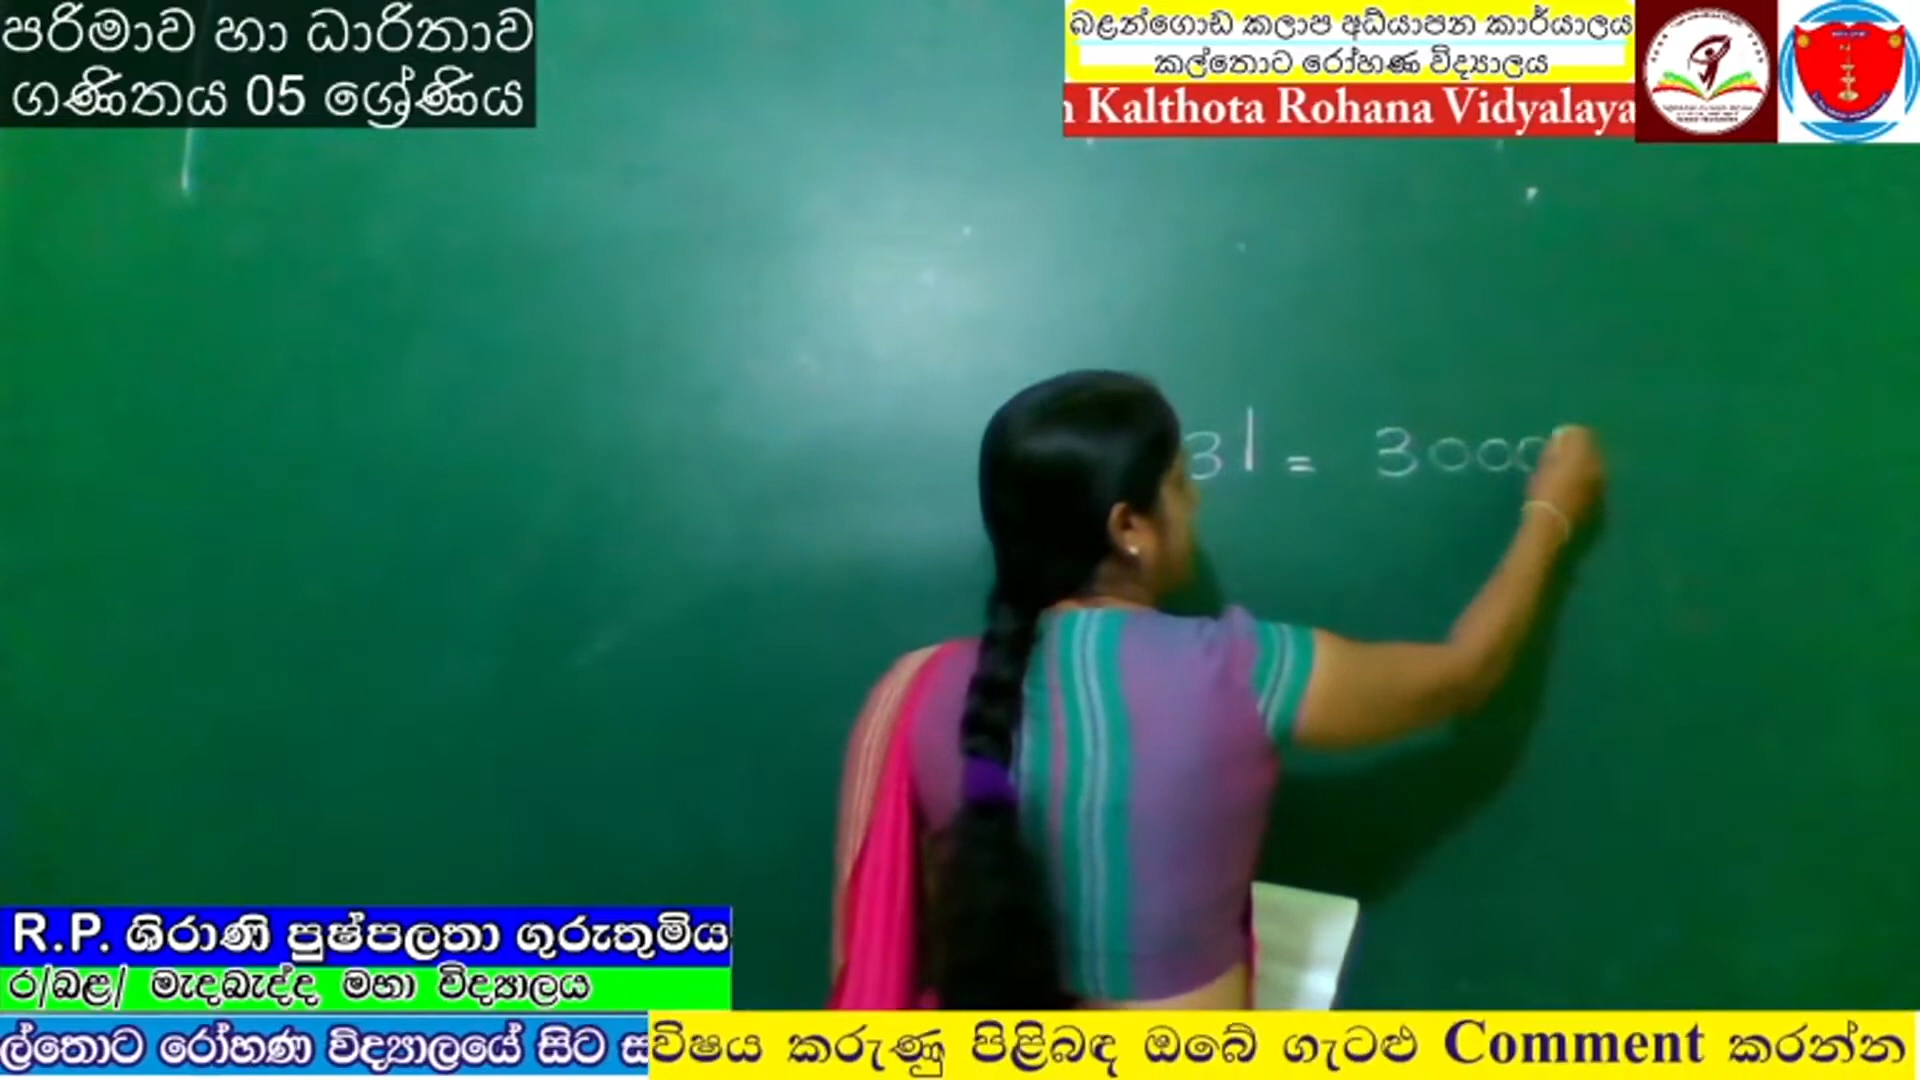 පරිමාව හා ධාරිතාව
ගණිතය 05 ශ්‍රේණිය
බළන්ගොඩ කලාප අධ්‍යාපන කාර්යාලය
කල්තොට රෝහණ විද්‍යාලය
Kalthota Rohana Vidyalaya
3l = 3000
R.P. ශිරාණි පුෂ්පලතා ගුරුතුමිය
ර/බළ/ මැදබැද්ද මහා විද්‍යාලය
ල්තොට රෝහණ විද්‍යාලයේ සිට ස
විෂය කරුණු පිළිබඳ ඔබේ ගැටළු Comment කරන්න